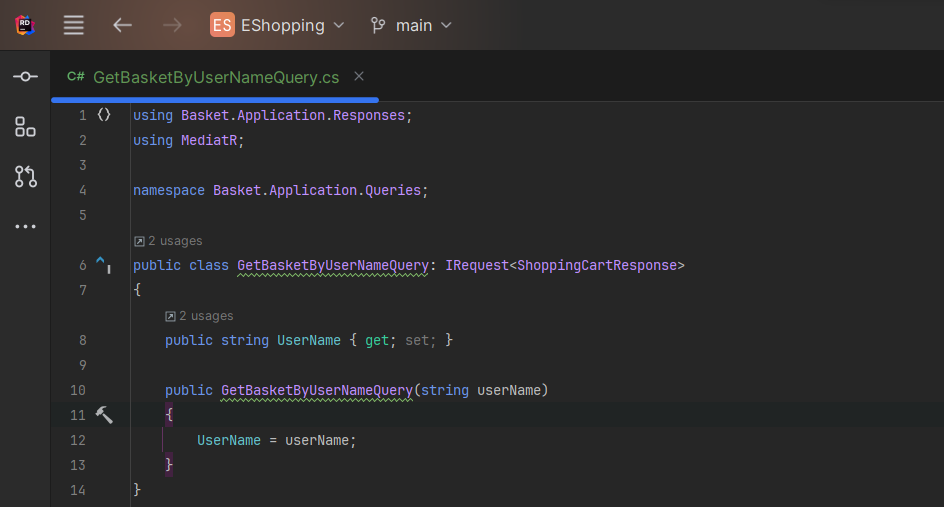 RD ES EShopping main
C# GetBasketByUserNameQuery.cs
1 using Basket.Application.Responses;
2 using MediatR;
3
4 namespace Basket.Application.Queries;
5
2 usages
6 public class GetBasketByUserNameQuery: IRequest<ShoppingCartResponse>
7 {
2 usages
8 public string UserName { get; set; }
9
10 public GetBasketByUserNameQuery(string userName)
11 {
12 UserName = userName;
13 }
14 }